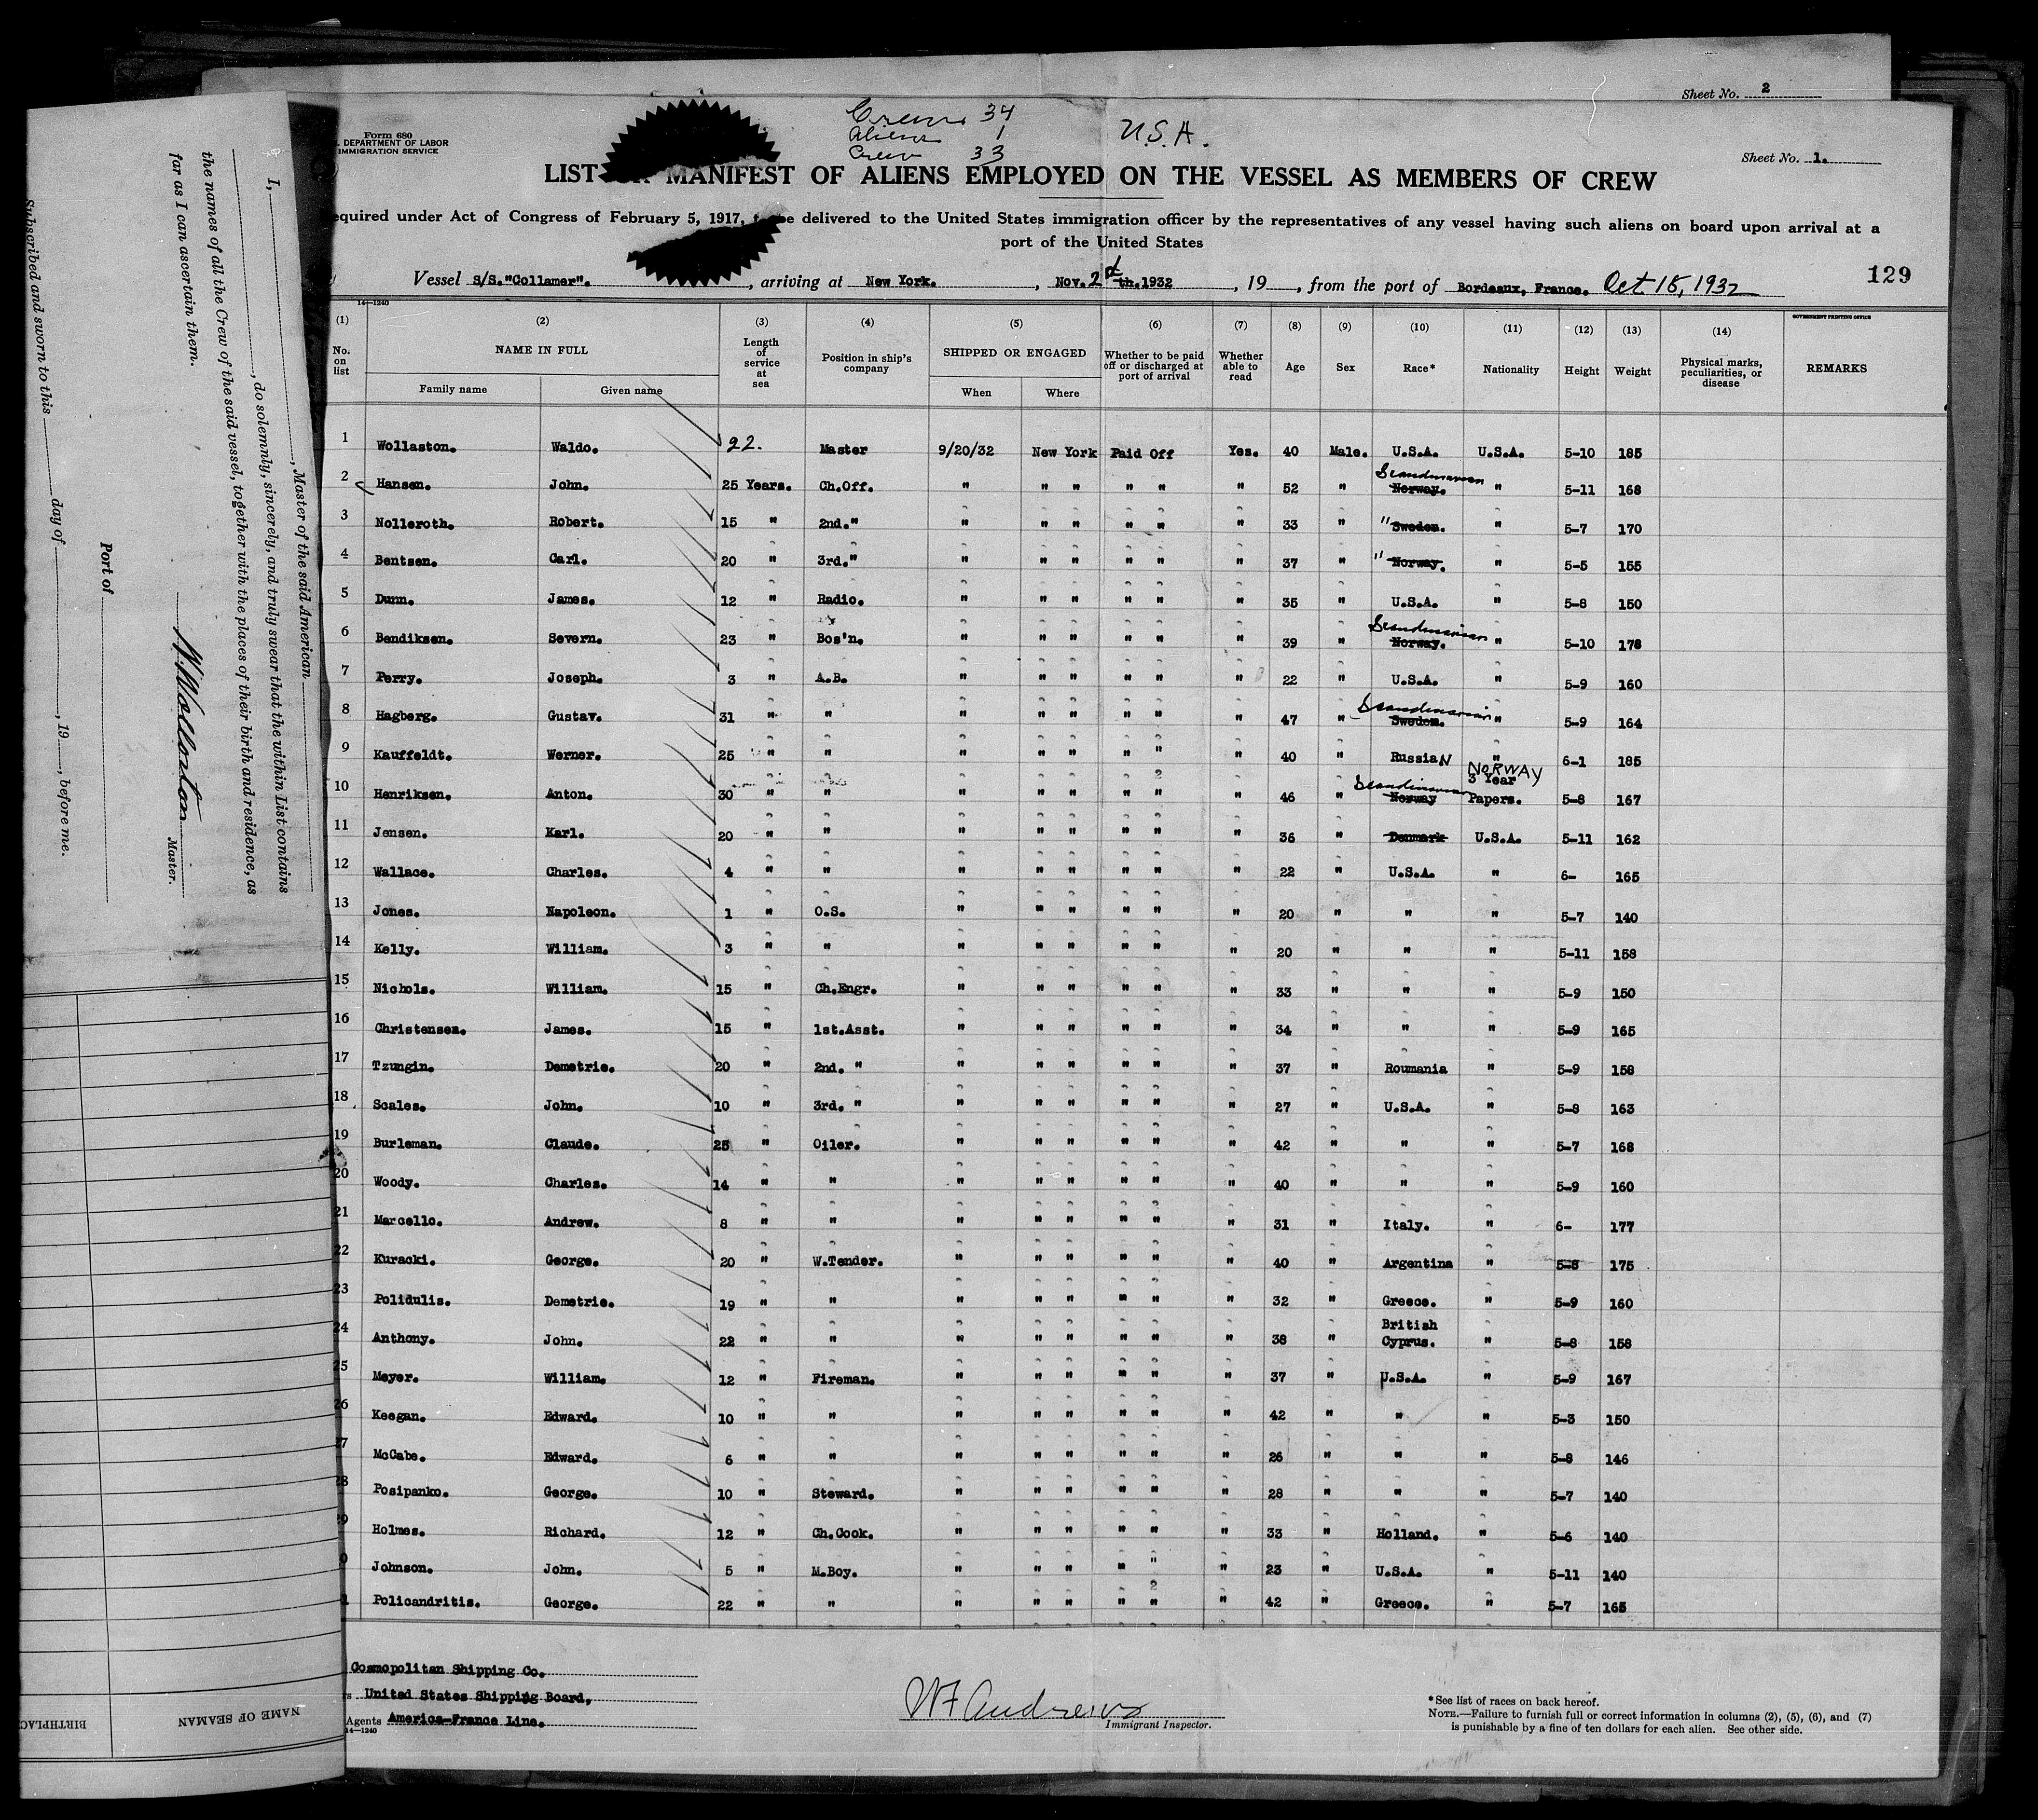 Sheet No. 2
Crew 34
Aliens 1
Crew 33
U.S.A.
Form 680
DEPARTMENT OF LABOR
IMMIGRATION SERVICE
Sheet No. 1.
LIST MANIFEST OF ALIENS EMPLOYED ON THE VESSEL AS MEMBERS OF CREW
equired under Act of Congress of February 5, 1917, to be delivered to the United States immigration officer by the representatives of any vessel having such aliens on board upon arrival at a
port of the United States
Vessel S/S."Collamer"., arriving at New York., Nov. 2d th.1932, 19, from the port of Bordeaux, France. Oct 18, 1932
129
14—1240
GOVERNMENT PRINTING OFFICE
(1) (2) (3) (4) (5) (6) (7) (8) (9) (10) (11) (12) (13) (14)
No. on list NAME IN FULL Length of service at sea Position in ship's company SHIPPED OR ENGAGED Whether to be paid off or discharged at port of arrival Whether able to read Age Sex Race* Nationality Height Weight Physical marks, peculiarities, or disease REMARKS
Family name Given name When Where
1 Wollaston. Waldo. 22. Master 9/20/32 New York Paid Off Yes. 40 Male. U.S.A. U.S.A. 5-10 185
2 Hansen. John. 25 Years. Ch.Off. " " " " " " 52 " Scandinavian Norway. " 5-11 168
3 Nolleroth. Robert. 15 " 2nd." " " " " " " 33 " " Sweden. " 5-7 170
4 Bentsen. Carl. 20 " 3rd." " " " " " " 37 " " Norway. " 5-5 155
5 Dunn. James. 12 " Radio. " " " " " " 35 " U.S.A. " 5-8 150
6 Bendiksen. Severn. 23 " Bos'n. " " " " " " 39 " Scandinavian Norway. " 5-10 178
7 Perry. Joseph. 3 " A.B. " " " " " " 22 " U.S.A. " 5-9 160
8 Hagberg. Gustav. 31 " " " " " " " " 47 " Scandinavian Sweden. " 5-9 164
9 Kauffeldt. Werner. 25 " " " " " " " " 40 " RussiaN " 6-1 185
10 Henriksen. Anton. 30 " " " " " " " " 46 " Scandinavian Norway NORWAY 3 Year Papers. 5-8 167
11 Jensen. Karl. 20 " " " " " " " " 36 " Denmark U.S.A. 5-11 162
12 Wallace. Charles. 4 " " " " " " " " 22 " U.S.A. " 6- 165
13 Jones. Napoleon. 1 " O.S. " " " " " " 20 " " " 5-7 140
14 Kelly. William. 3 " " " " " " " " 20 " " " 5-11 158
15 Nichols. William. 15 " Ch.Engr. " " " " " " 33 " " " 5-9 150
16 Christensen. James. 15 " 1st.Asst. " " " " " " 34 " " " 5-9 165
17 Tzungin. Demetrie. 20 " 2nd. " " " " " " " 37 " Roumania " 5-9 158
18 Scales. John. 10 " 3rd. " " " " " " " 27 " U.S.A. " 5-8 163
19 Burleman. Claude. 25 " Oiler. " " " " " " 42 " " " 5-7 168
20 Woody. Charles. 14 " " " " " " " " 40 " " " 5-9 160
21 Marcello. Andrew. 8 " " " " " " " " 31 " Italy. " 6- 177
22 Kuracki. George. 20 " W.Tender. " " " " " " 40 " Argentina " 5-8 175
23 Polidulis. Demetrie. 19 " " " " " " " " 32 " Greece. " 5-9 160
24 Anthony. John. 22 " " " " " " " " 38 " British Cyprus. " 5-8 158
25 Meyer. William. 12 " Fireman. " " " " " " 37 " U.S.A. " 5-9 167
26 Keegan. Edward. 10 " " " " " " " " 42 " " " 5-3 150
27 McCabe. Edward. 6 " " " " " " " " 26 " " " 5-8 146
28 Posipanko. George. 10 " Steward. " " " " " " 28 " " " 5-7 140
9 Holmes. Richard. 12 " Ch.Cook. " " " " " " 33 " Holland. " 5-6 140
0 Johnson. John. 5 " M.Boy. " " " " " " 23 " U.S.A. " 5-11 140
1 Policandritis. George. 22 " " " " " " " " 42 " Greece. " 5-7 165
Cosmopolitan Shipping Co.
s United States Shipping Board,
Agents America-France Line.
14—1240
W F Andrews
Immigrant Inspector.
*See list of races on back hereof.
NOTE.—Failure to furnish full or correct information in columns (2), (5), (6), and (7)
is punishable by a fine of ten dollars for each alien. See other side.
I, , Master of the said American
, do solemnly, sincerely, and truly swear that the within List contains
the names of all the Crew of the said vessel, together with the places of their birth and residence, as
far as I can ascertain them.
W. Wollaston
Master.
Port of
Subscribed and sworn to this day of , 19 , before me.
NAME OF SEAMAN
BIRTHPLAC